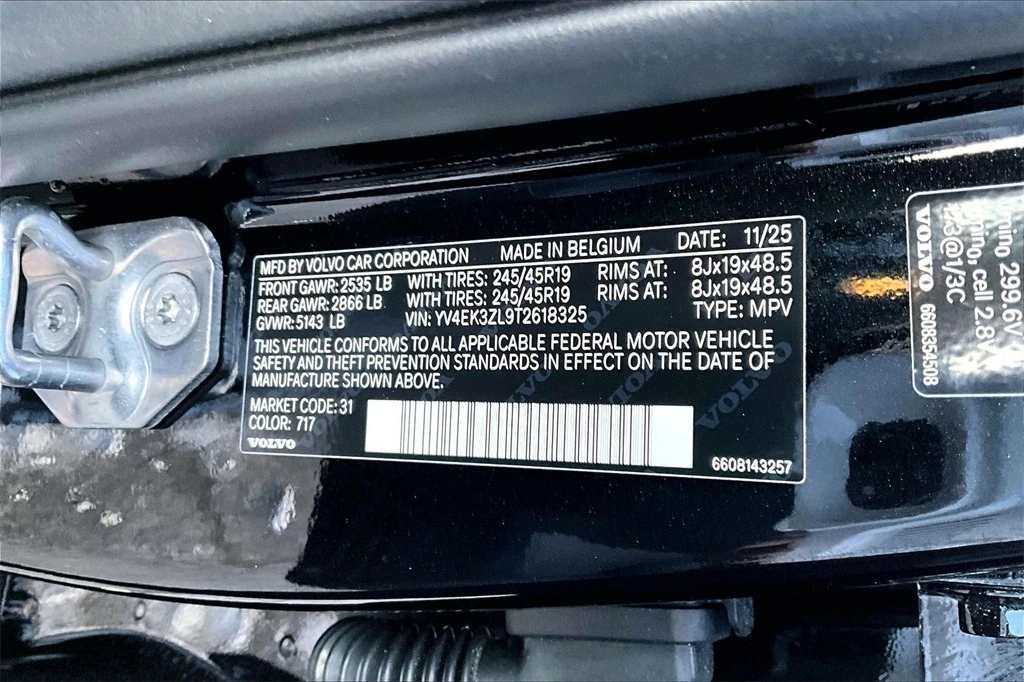 MFD BY VOLVO CAR CORPORATION MADE IN BELGIUM DATE: 11/25
FRONT GAWR: 2535 LB WITH TIRES: 245/45R19 RIMS AT: 8Jx19x48.5
REAR GAWR: 2866 LB WITH TIRES: 245/45R19 RIMS AT: 8Jx19x48.5
GVWR: 5143 LB VIN: YV4EK3ZL9T2618325 TYPE: MPV
THIS VEHICLE CONFORMS TO ALL APPLICABLE FEDERAL MOTOR VEHICLE
SAFETY AND THEFT PREVENTION STANDARDS IN EFFECT ON THE DATE OF
MANUFACTURE SHOWN ABOVE.
MARKET CODE: 31
COLOR: 717
VOLVO
6608143257
VOLVO 6608354508
299.6V
cell 2.8V
@1/3C